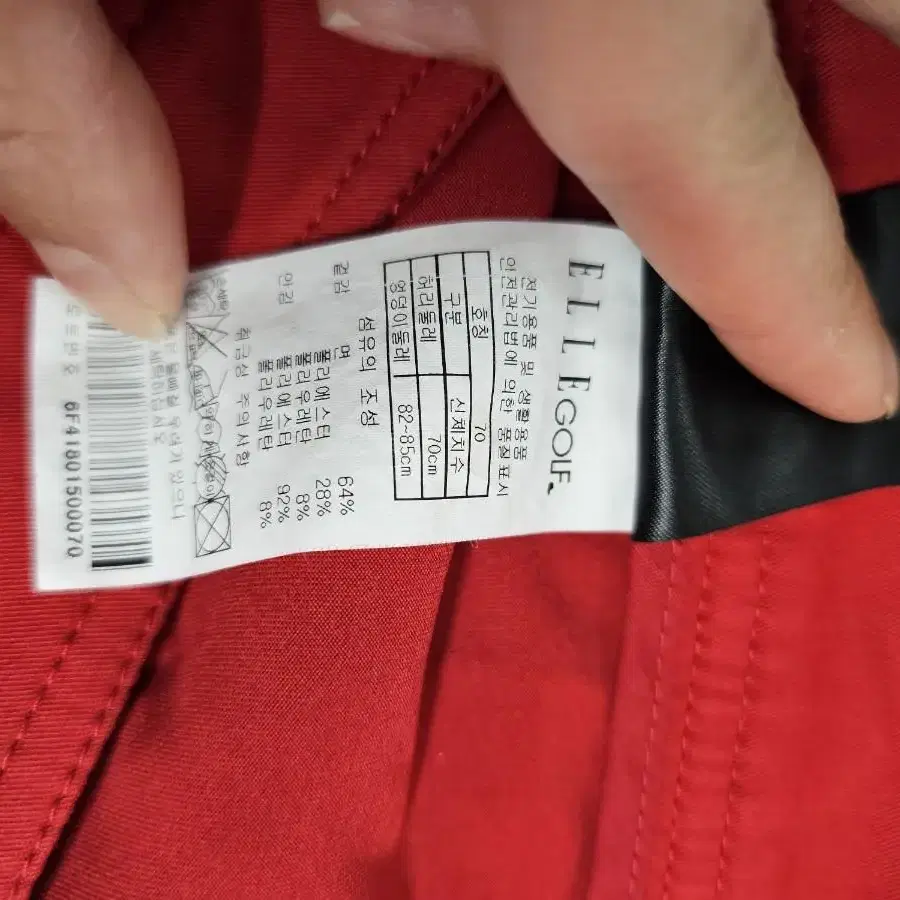 ELLEGOLF
전기용품 및 생활용품
안전관리법에 의한 품질표시
호칭 70
구분 신체치수
허리둘레 70cm
엉덩이둘레 82~85cm
섬유의 조성
겉감 면 64%
폴리에스터 28%
폴리우레탄 8%
안감 폴리에스터 92%
폴리우레탄 8%
취급상 주의사항
6F4180150070